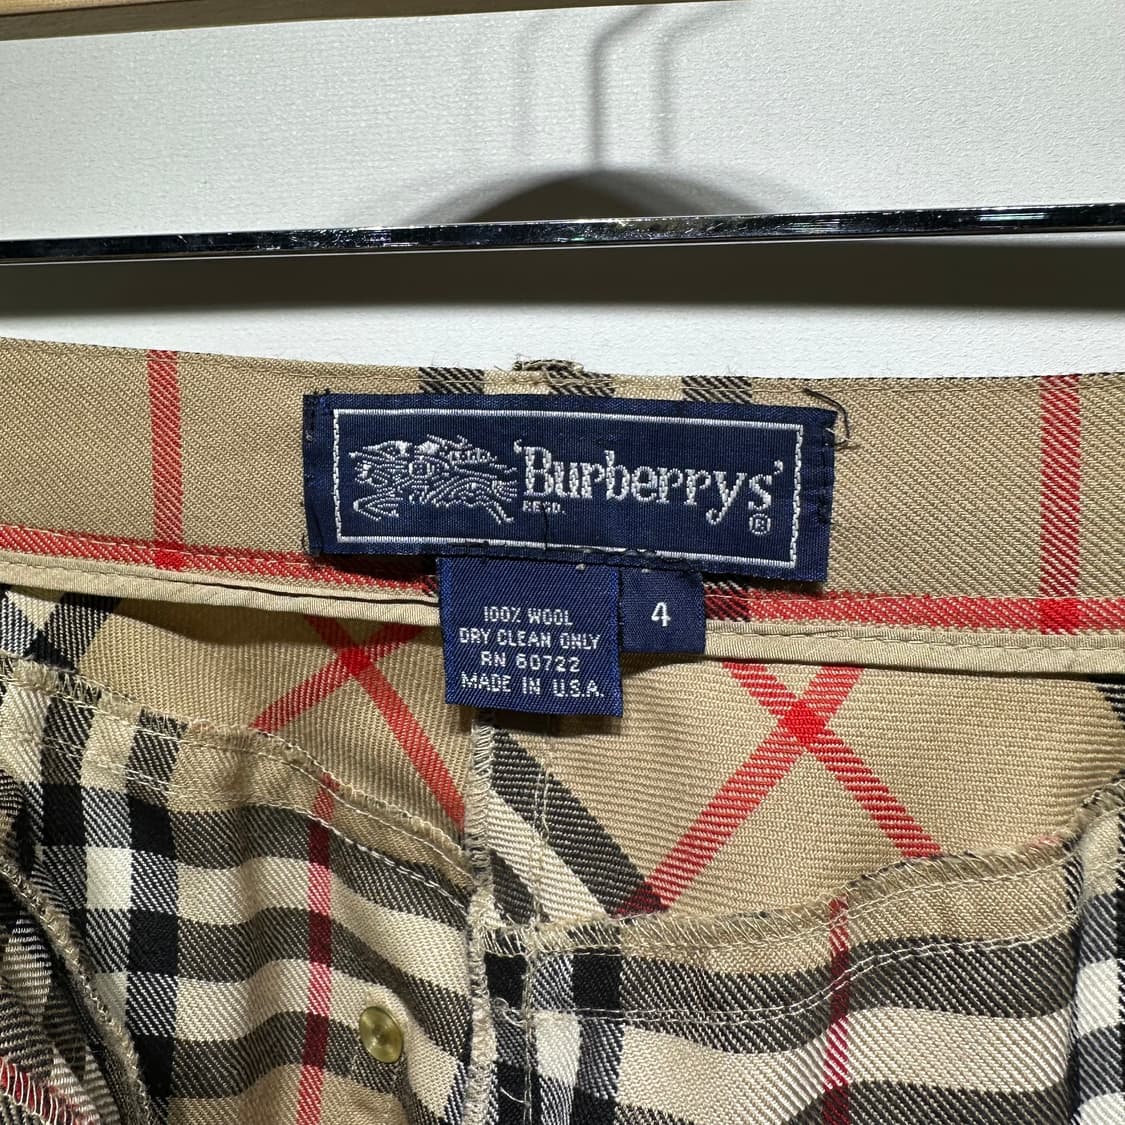 'Burberrys'
REGD.
®
100% WOOL
DRY CLEAN ONLY
RN 60722
MADE IN U.S.A.
4